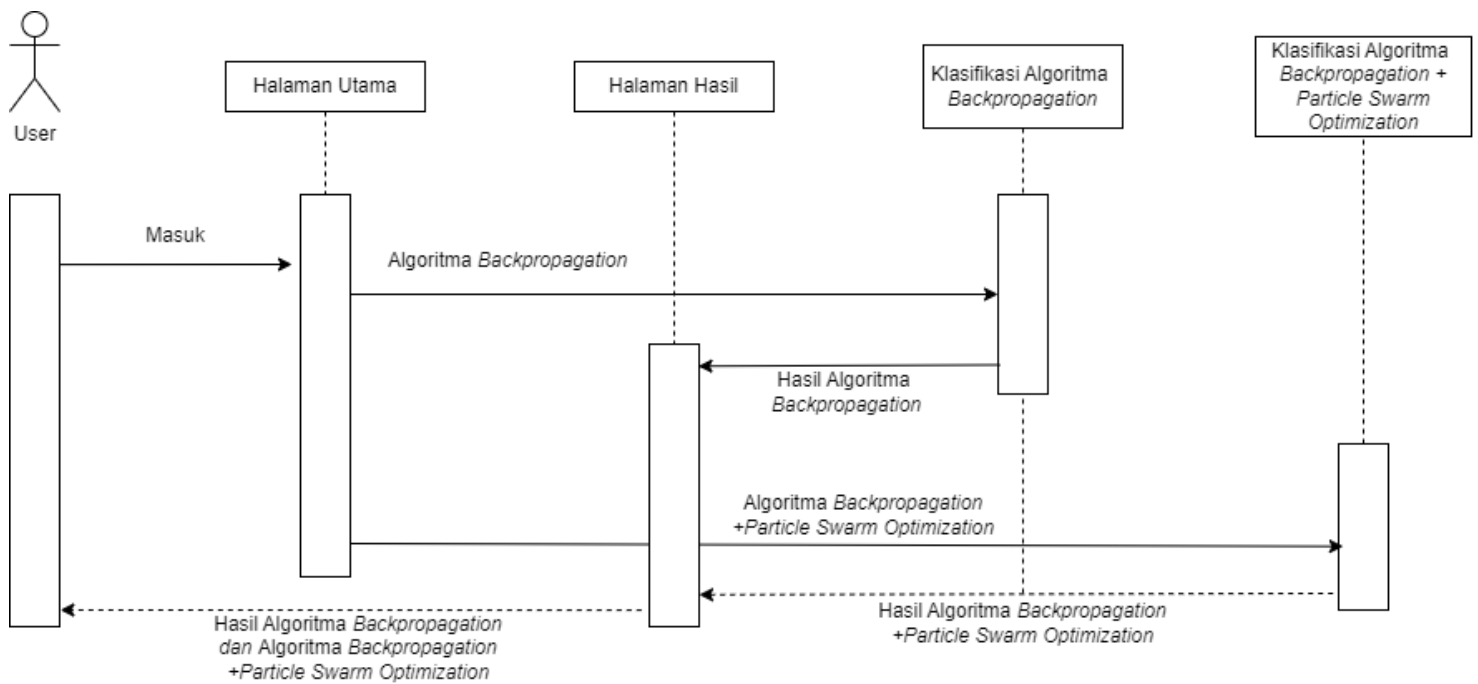 User
Halaman Utama
Halaman Hasil
Klasifikasi Algoritma
Backpropagation
Klasifikasi Algoritma
Backpropagation +
Particle Swarm
Optimization
Masuk
Algoritma Backpropagation
Hasil Algoritma
Backpropagation
Algoritma Backpropagation
+Particle Swarm Optimization
Hasil Algoritma Backpropagation
+Particle Swarm Optimization
Hasil Algoritma Backpropagation
dan Algoritma Backpropagation
+Particle Swarm Optimization